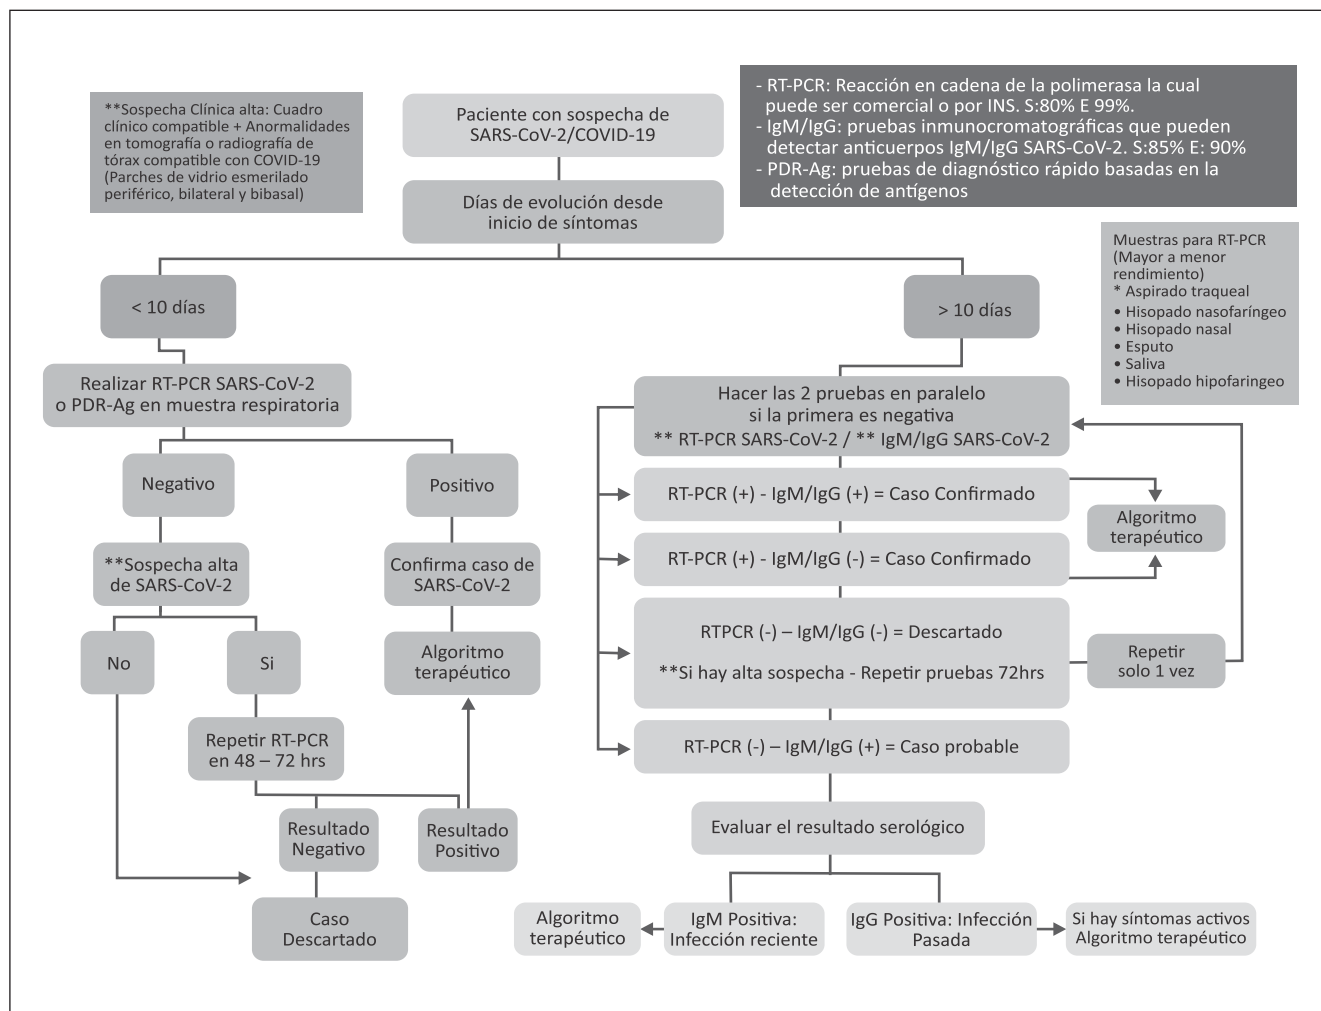 **Sospecha Clínica alta: Cuadro
clínico compatible + Anormalidades
en tomografía o radiografía de
tórax compatible con COVID-19
(Parches de vidrio esmerilado
periférico, bilateral y bibasal)
Paciente con sospecha de
SARS-CoV-2/COVID-19
- RT-PCR: Reacción en cadena de la polimerasa la cual
puede ser comercial o por INS. S:80% E 99%.
- IgM/IgG: pruebas inmunocromatográficas que pueden
detectar anticuerpos IgM/IgG SARS-CoV-2. S:85% E: 90%
- PDR-Ag: pruebas de diagnóstico rápido basadas en la
detección de antígenos
Días de evolución desde
inicio de síntomas
Muestras para RT-PCR
(Mayor a menor
rendimiento)
* Aspirado traqueal
• Hisopado nasofaríngeo
• Hisopado nasal
• Esputo
• Saliva
• Hisopado hipofaringeo
< 10 días
> 10 días
Realizar RT-PCR SARS-CoV-2
o PDR-Ag en muestra respiratoria
Negativo
Positivo
**Sospecha alta
de SARS-CoV-2
Confirma caso de
SARS-CoV-2
No
Si
Algoritmo
terapéutico
Repetir RT-PCR
en 48 – 72 hrs
Resultado
Negativo
Resultado
Positivo
Caso
Descartado
Hacer las 2 pruebas en paralelo
si la primera es negativa
** RT-PCR SARS-CoV-2 / ** IgM/IgG SARS-CoV-2
RT-PCR (+) - IgM/IgG (+) = Caso Confirmado
RT-PCR (+) - IgM/IgG (-) = Caso Confirmado
Algoritmo
terapéutico
RTPCR (-) – IgM/IgG (-) = Descartado
**Si hay alta sospecha - Repetir pruebas 72hrs
Repetir
solo 1 vez
RT-PCR (-) – IgM/IgG (+) = Caso probable
Evaluar el resultado serológico
Algoritmo
terapéutico
IgM Positiva:
Infección reciente
IgG Positiva: Infección
Pasada
Si hay síntomas activos
Algoritmo terapéutico